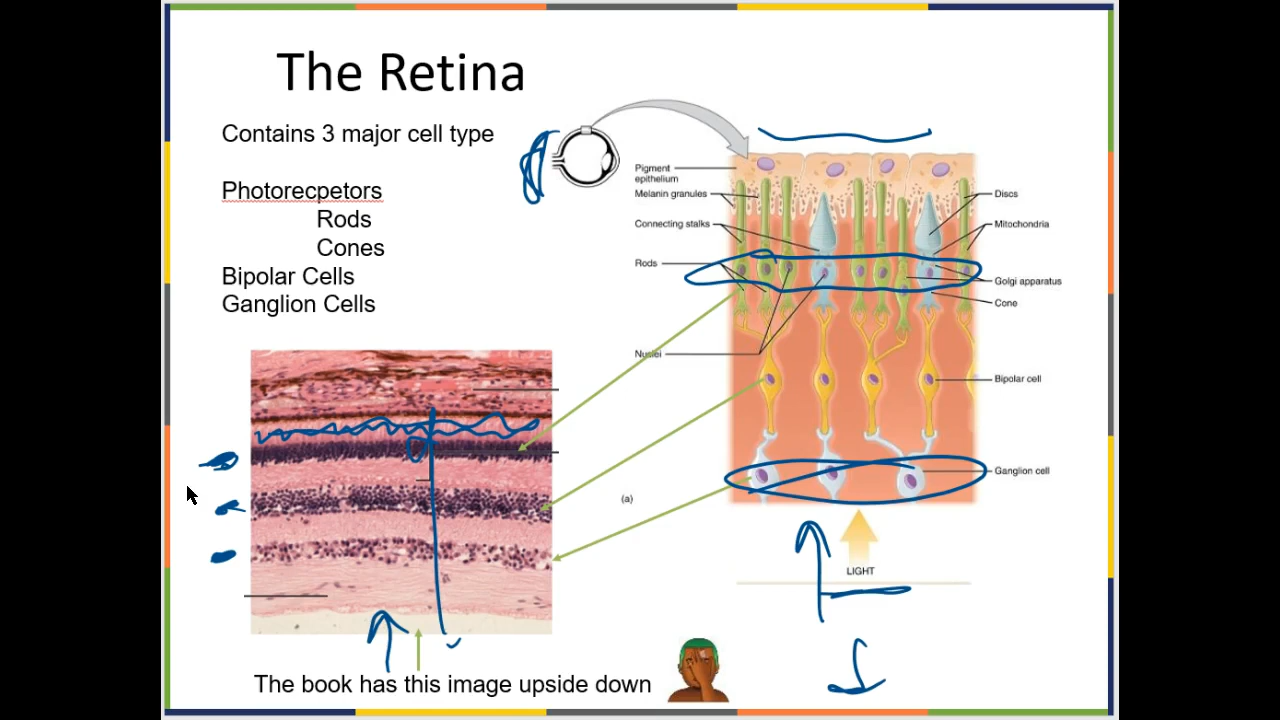 The Retina
Contains 3 major cell type
Photorecpetors
Rods
Cones
Bipolar Cells
Ganglion Cells
Pigment
epithelium
Melanin granules
Connecting stalks
Rods
Nuclei
Discs
Mitochondria
Golgi apparatus
Cone
Bipolar cell
Ganglion cell
(a)
LIGHT
The book has this image upside down